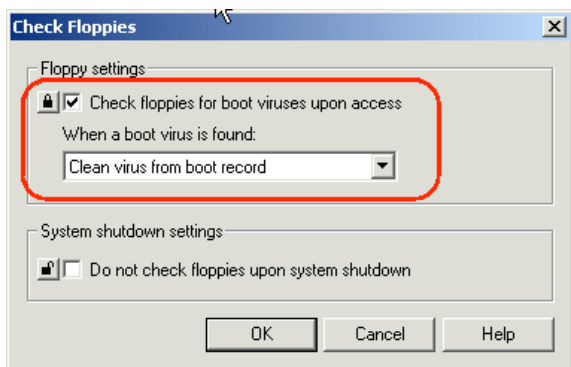 Check Floppies
Floppy settings
Check floppies for boot viruses upon access
When a boot virus is found:
Clean virus from boot record
System shutdown settings
Do not check floppies upon system shutdown
OK Cancel Help